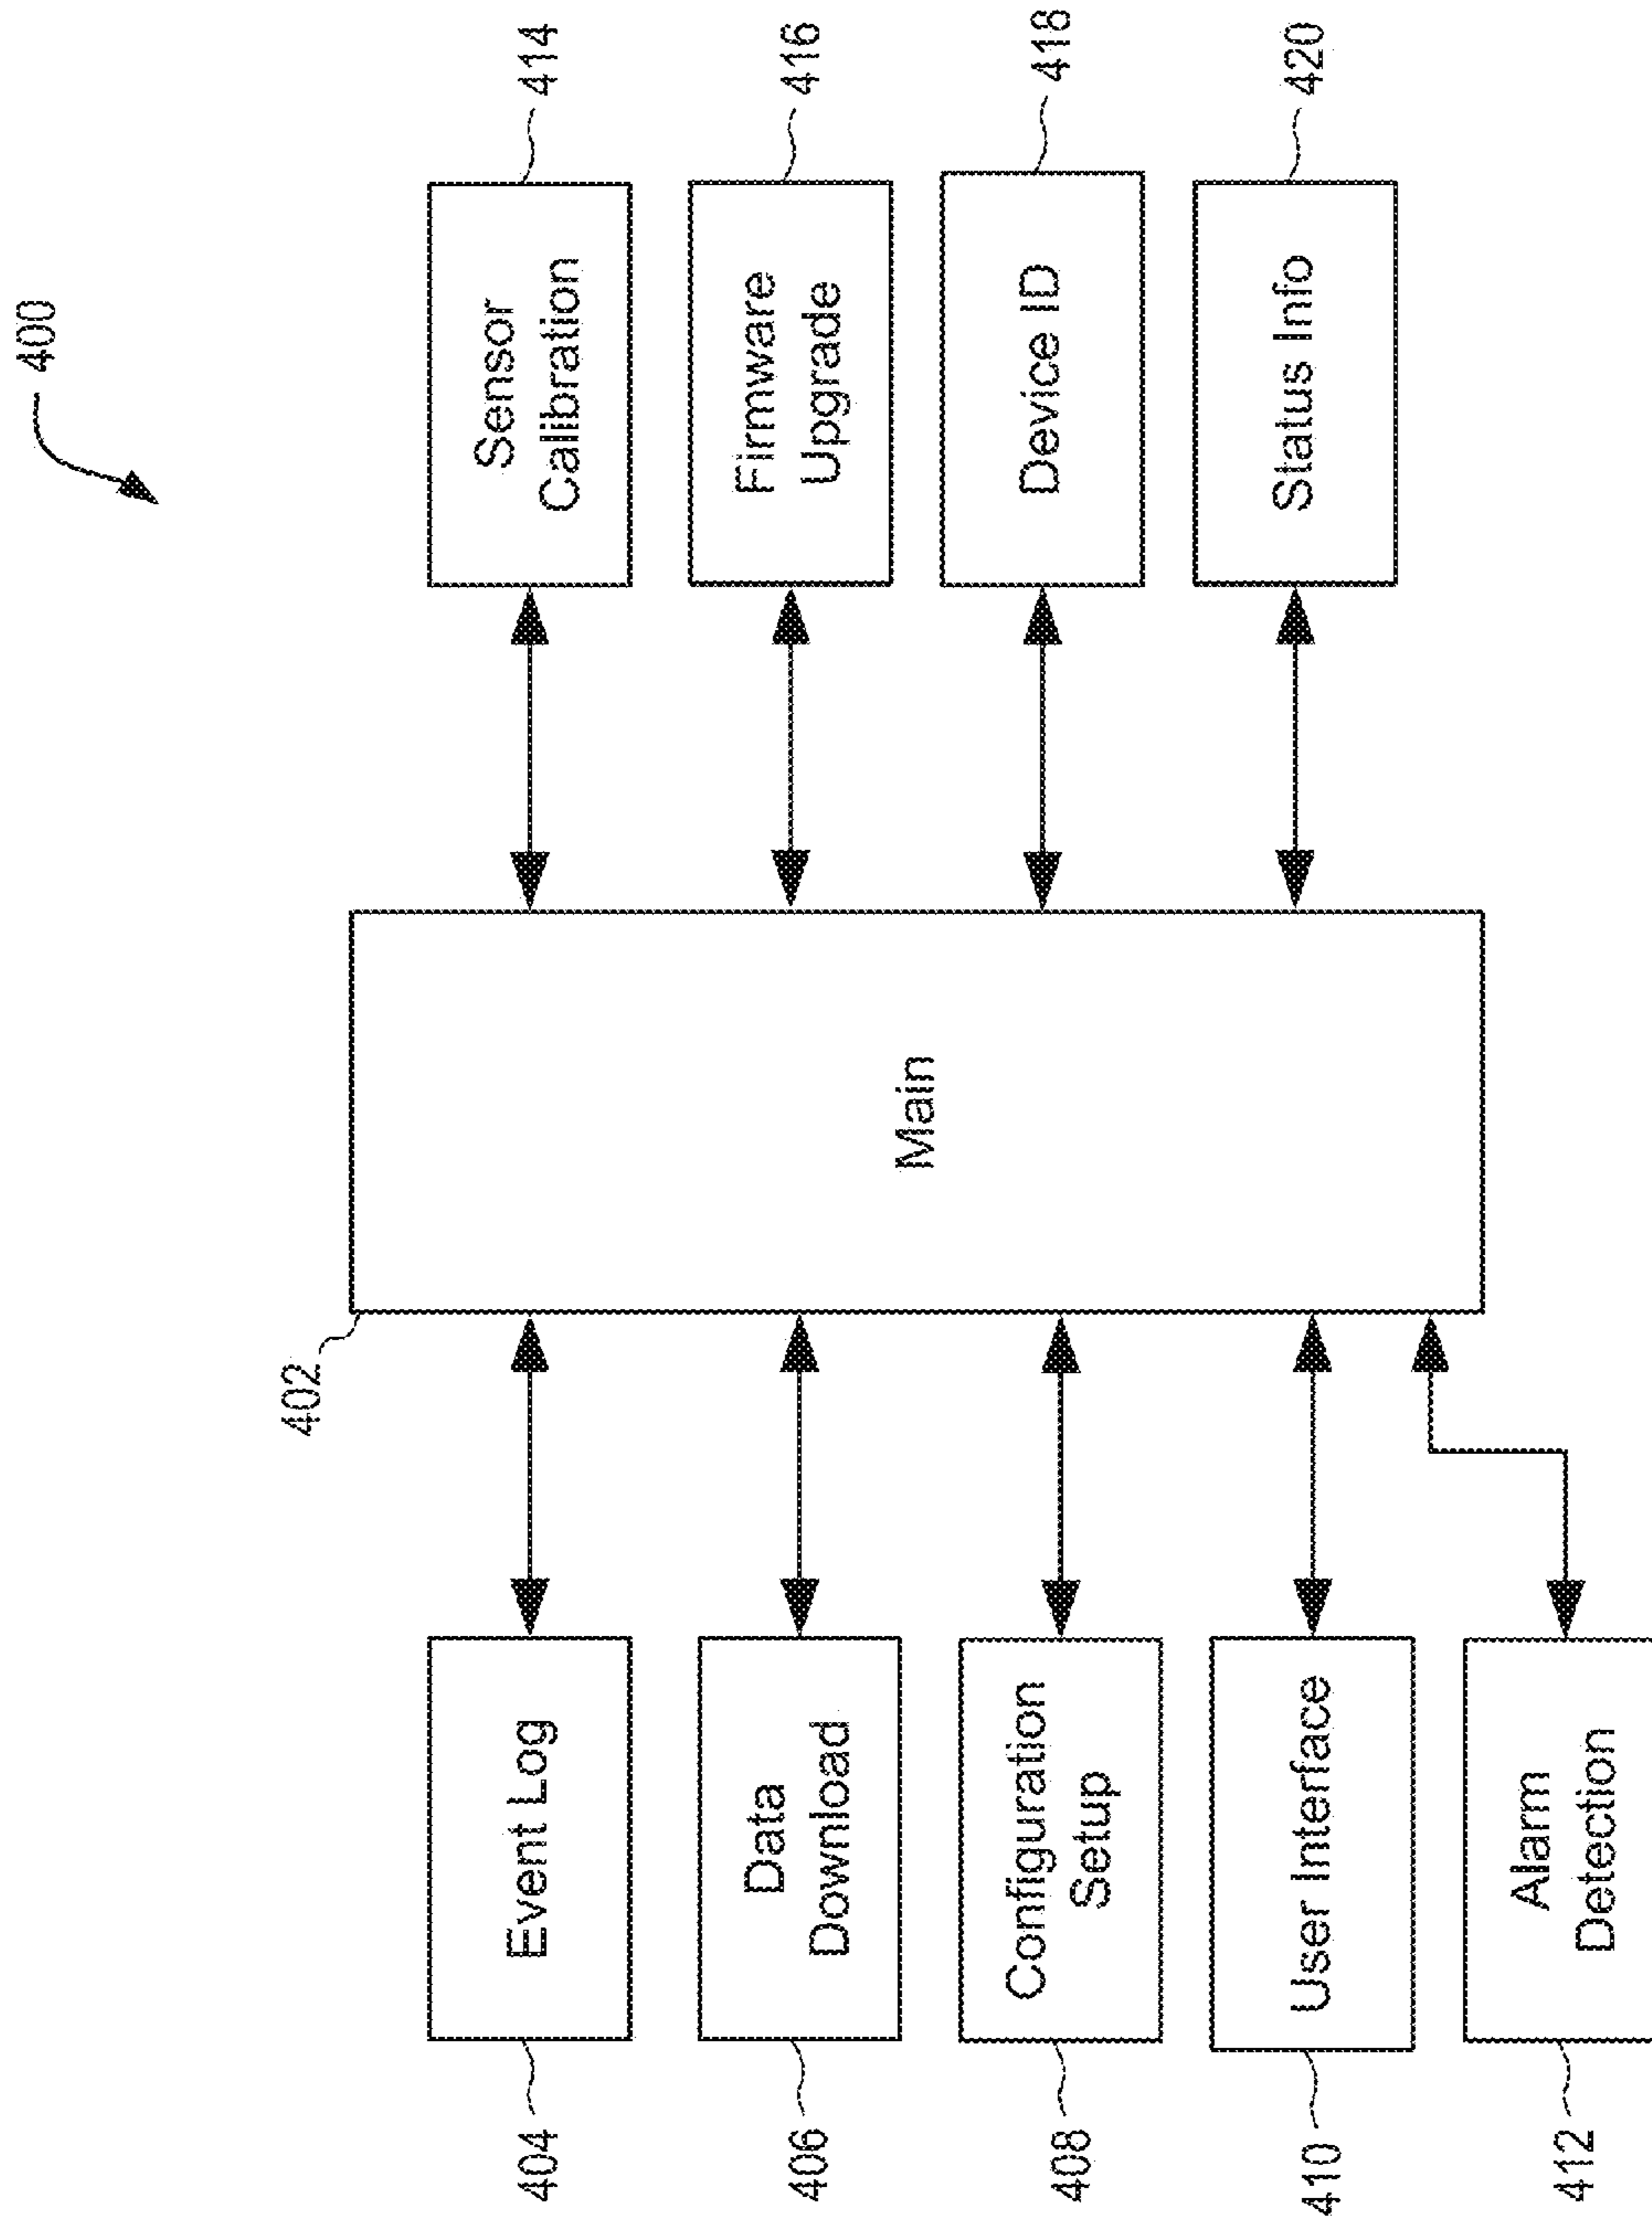 400
402
Main
404
Event Log
406
Data
Download
408
Configuration
Setup
410
User Interface
412
Alarm
Detection
Sensor
Calibration
414
Firmware
Upgrade
416
Device ID
418
Status Info
420